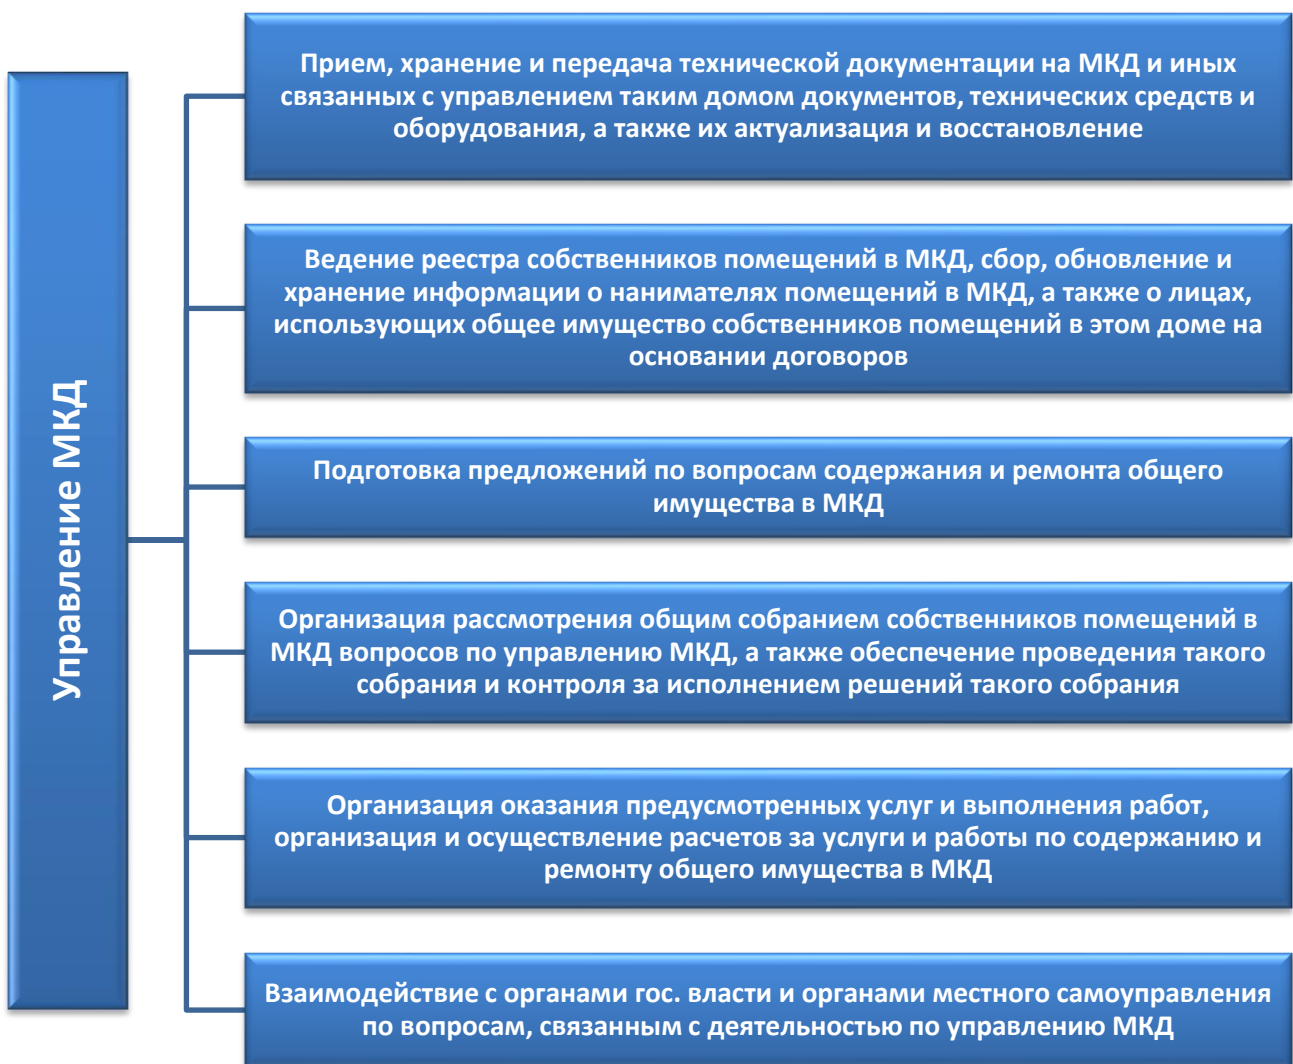 Управление МКД
Прием, хранение и передача технической документации на МКД и иных
связанных с управлением таким домом документов, технических средств и
оборудования, а также их актуализация и восстановление
Ведение реестра собственников помещений в МКД, сбор, обновление и
хранение информации о нанимателях помещений в МКД, а также о лицах,
использующих общее имущество собственников помещений в этом доме на
основании договоров
Подготовка предложений по вопросам содержания и ремонта общего
имущества в МКД
Организация рассмотрения общим собранием собственников помещений в
МКД вопросов по управлению МКД, а также обеспечение проведения такого
собрания и контроля за исполнением решений такого собрания
Организация оказания предусмотренных услуг и выполнения работ,
организация и осуществление расчетов за услуги и работы по содержанию и
ремонту общего имущества в МКД
Взаимодействие с органами гос. власти и органами местного самоуправления
по вопросам, связанным с деятельностью по управлению МКД